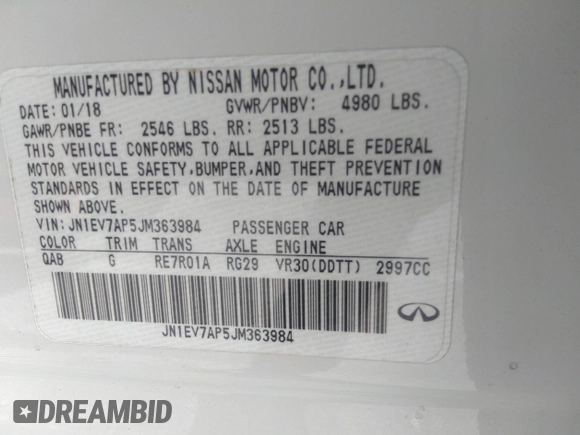 MANUFACTURED BY NISSAN MOTOR CO.,LTD.
DATE: 01/18 GVWR/PNBV: 4980 LBS.
GAWR/PNBE FR: 2546 LBS. RR: 2513 LBS.
THIS VEHICLE CONFORMS TO ALL APPLICABLE FEDERAL
MOTOR VEHICLE SAFETY,BUMPER,AND THEFT PREVENTION
STANDARDS IN EFFECT ON THE DATE OF MANUFACTURE
SHOWN ABOVE.
VIN: JN1EV7AP5JM363984 PASSENGER CAR
COLOR TRIM TRANS AXLE ENGINE
QAB G RE7R01A RG29 VR30(DDTT) 2997CC
JN1EV7AP5JM363984
DREAMBID